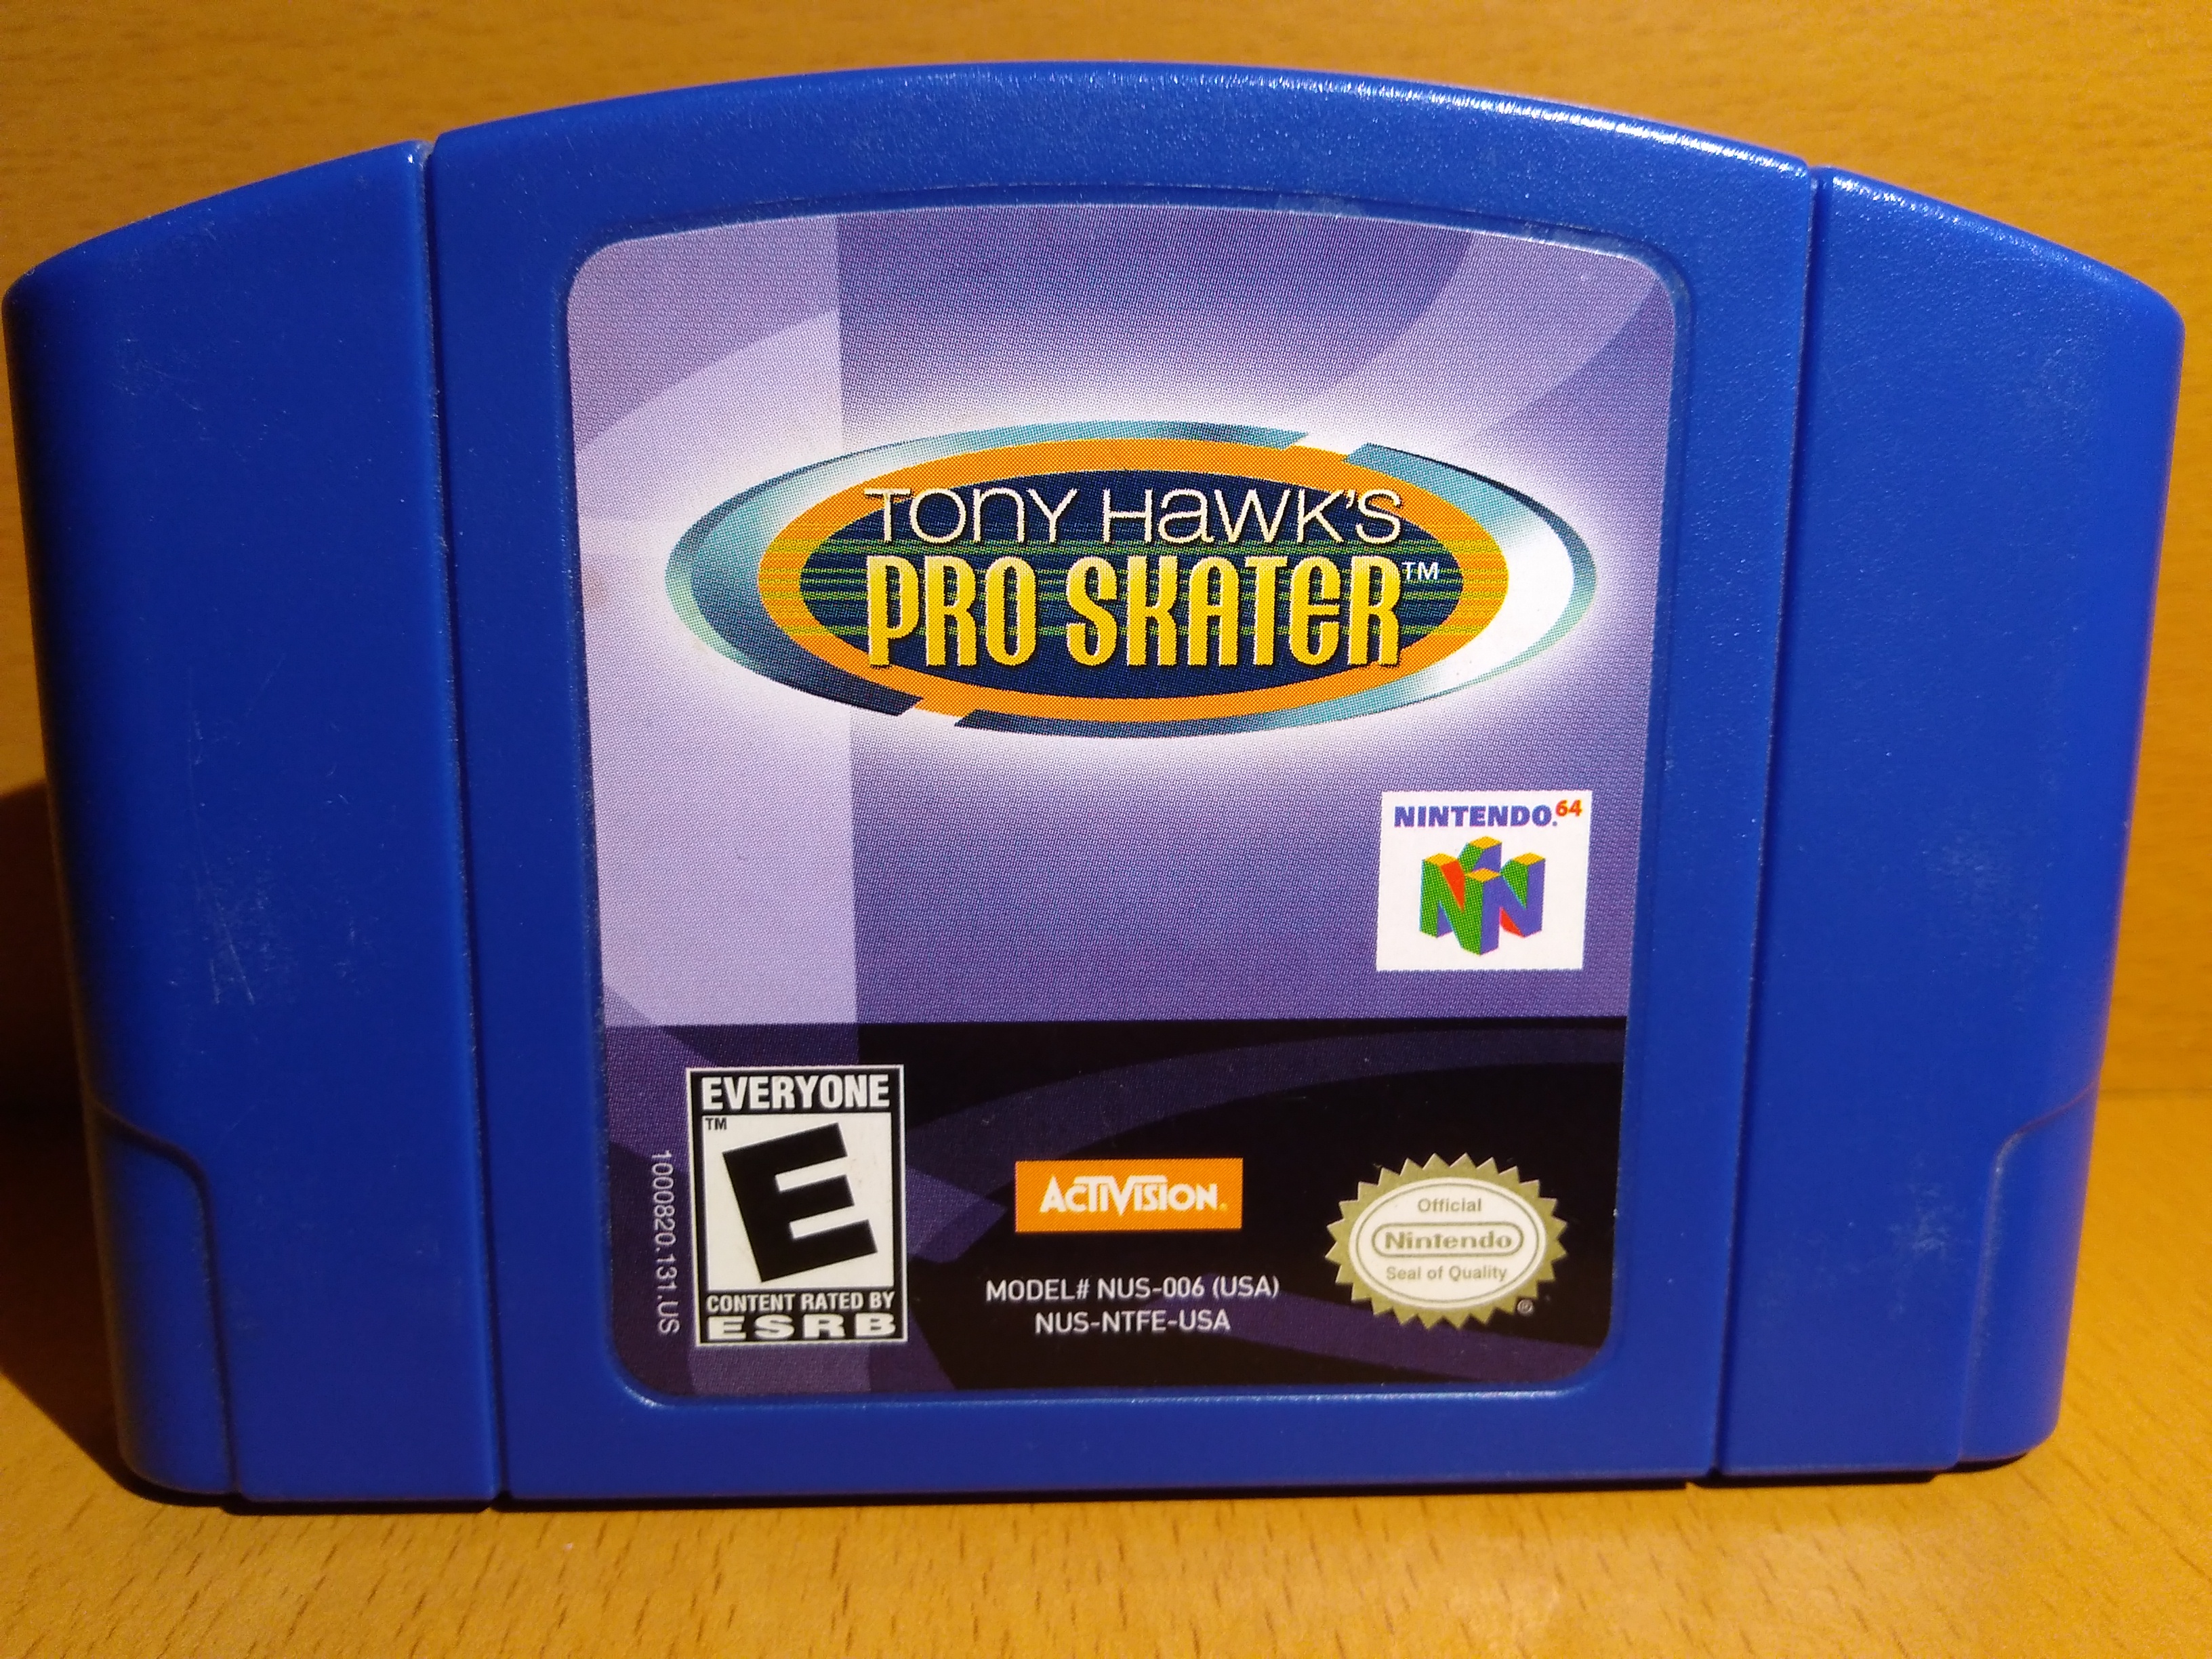 TONY HAWK'S
PRO SKATER™
NINTENDO.64
EVERYONE
™
E
CONTENT RATED BY
ESRB
1000820.131.US
ACTIVISION.
MODEL# NUS-006 (USA)
NUS-NTFE-USA
Official
Nintendo
Seal of Quality
®